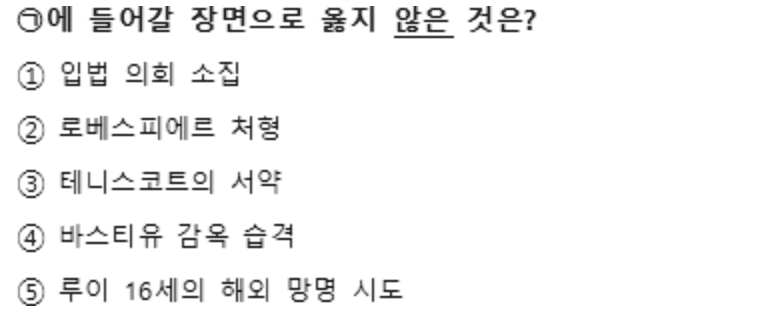 ㉠에 들어갈 장면으로 옳지 않은 것은?
① 입법 의회 소집
② 로베스피에르 처형
③ 테니스코트의 서약
④ 바스티유 감옥 습격
⑤ 루이 16세의 해외 망명 시도